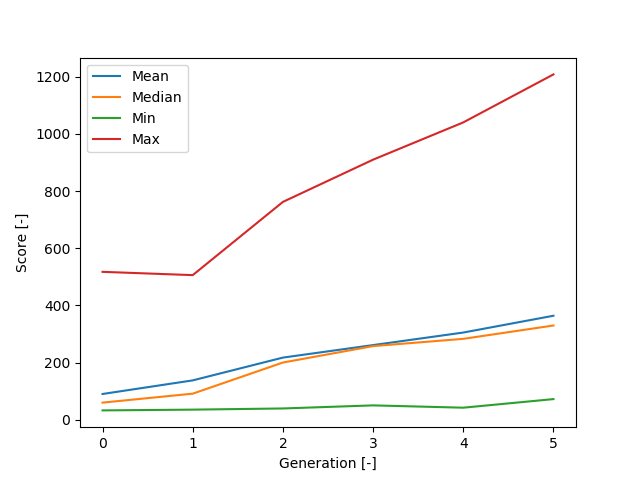 Mean
Median
Min
Max
1200
1000
800
600
400
200
0
Score [-]
0 1 2 3 4 5
Generation [-]